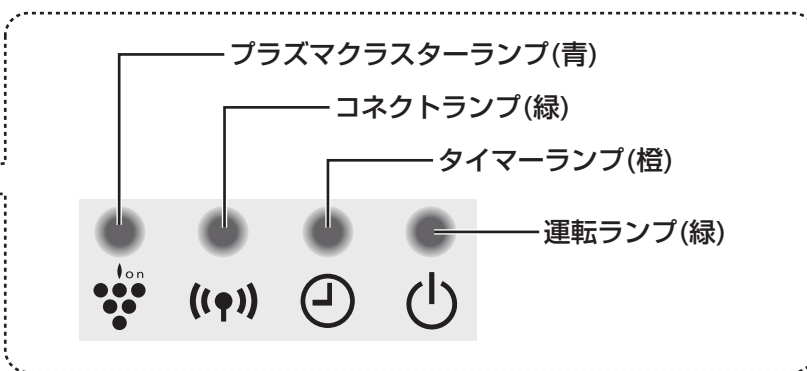 プラズマクラスターランプ(青)
コネクトランプ(緑)
タイマーランプ(橙)
運転ランプ(緑)
ion